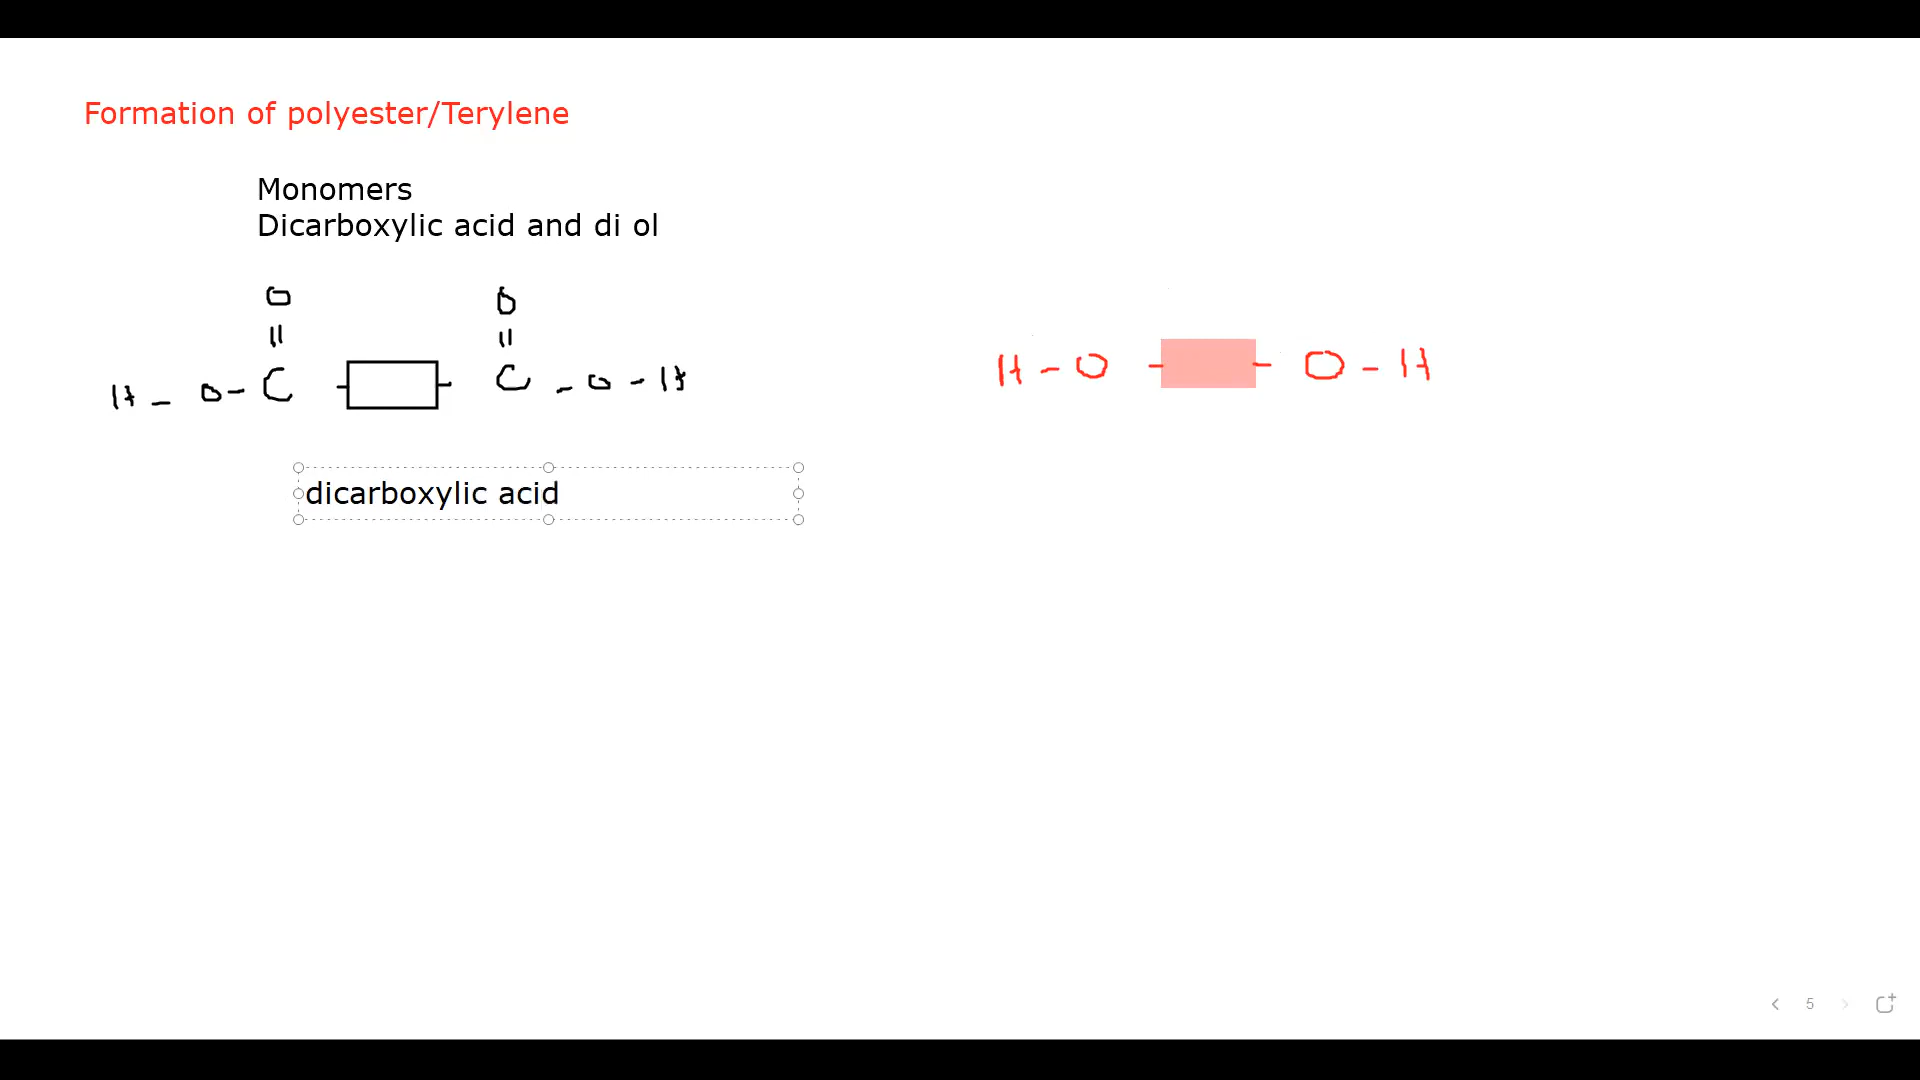 Formation of polyester/Terylene
Monomers
Dicarboxylic acid and di ol
O O
|| ||
H - O - C - - C - O - H
H - O - - O - H
dicarboxylic acid
5